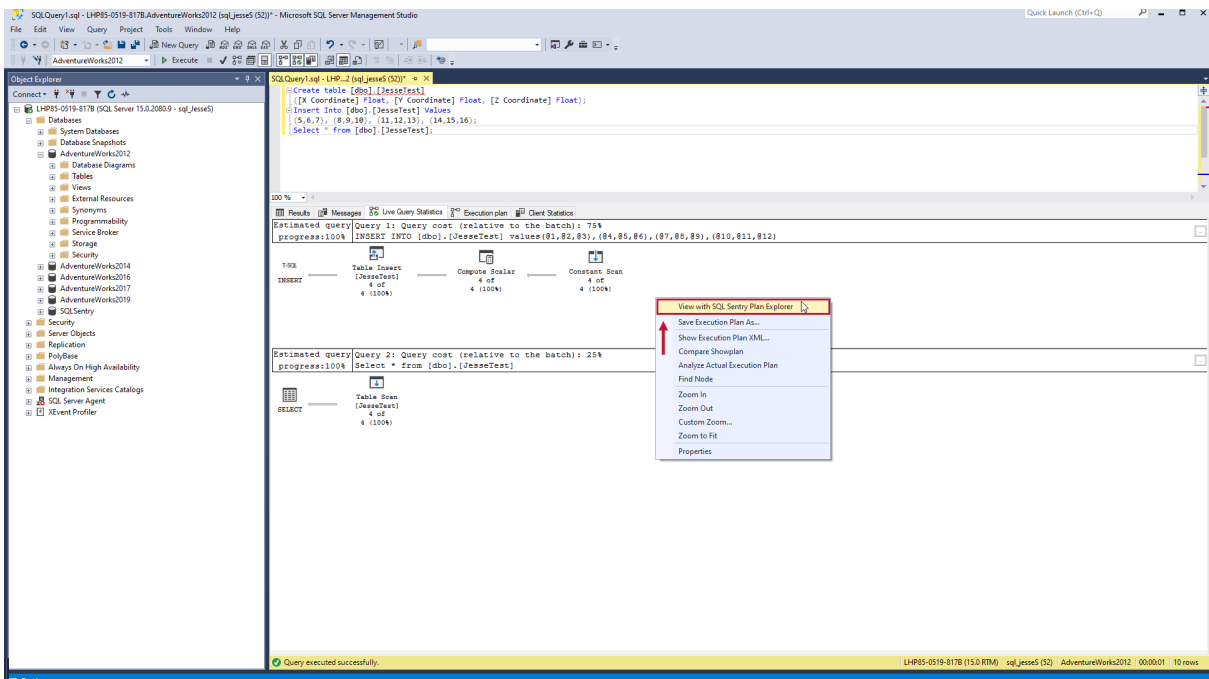 SQLQuery1.sql - LHP85-0519-817B.AdventureWorks2012 (sql_jesseS (52))* - Microsoft SQL Server Management Studio
Quick Launch (Ctrl+Q)
File Edit View Query Project Tools Window Help
New Query
AdventureWorks2012
Execute
Object Explorer
Connect
LHP85-0519-817B (SQL Server 15.0.2080.9 - sql_JesseS)
Databases
System Databases
Database Snapshots
AdventureWorks2012
Database Diagrams
Tables
Views
External Resources
Synonyms
Programmability
Service Broker
Storage
Security
AdventureWorks2014
AdventureWorks2016
AdventureWorks2017
AdventureWorks2019
SQLSentry
Security
Server Objects
Replication
PolyBase
Always On High Availability
Management
Integration Services Catalogs
SQL Server Agent
XEvent Profiler
SQLQuery1.sql - LHP...2 (sql_jesseS (52))*
Create table [dbo].[JesseTest]
([X Coordinate] Float, [Y Coordinate] Float, [Z Coordinate] Float);
Insert Into [dbo].[JesseTest] Values
(5,6,7), (8,9,10), (11,12,13), (14,15,16);
Select * from [dbo].[JesseTest];
100 %
Results Messages Live Query Statistics Execution plan Client Statistics
Estimated query progress:100%
Query 1: Query cost (relative to the batch): 75%
INSERT INTO [dbo].[JesseTest] values(@1,@2,@3),(@4,@5,@6),(@7,@8,@9),(@10,@11,@12)
T-SQL
INSERT
Table Insert
[JesseTest]
4 of
4 (100%)
Compute Scalar
4 of
4 (100%)
Constant Scan
4 of
4 (100%)
Estimated query progress:100%
Query 2: Query cost (relative to the batch): 25%
Select * from [dbo].[JesseTest]
SELECT
Table Scan
[JesseTest]
4 of
4 (100%)
View with SQL Sentry Plan Explorer
Save Execution Plan As...
Show Execution Plan XML...
Compare Showplan
Analyze Actual Execution Plan
Find Node
Zoom In
Zoom Out
Custom Zoom...
Zoom to Fit
Properties
Query executed successfully.
LHP85-0519-817B (15.0 RTM) sql_jesseS (52) AdventureWorks2012 00:00:01 10 rows